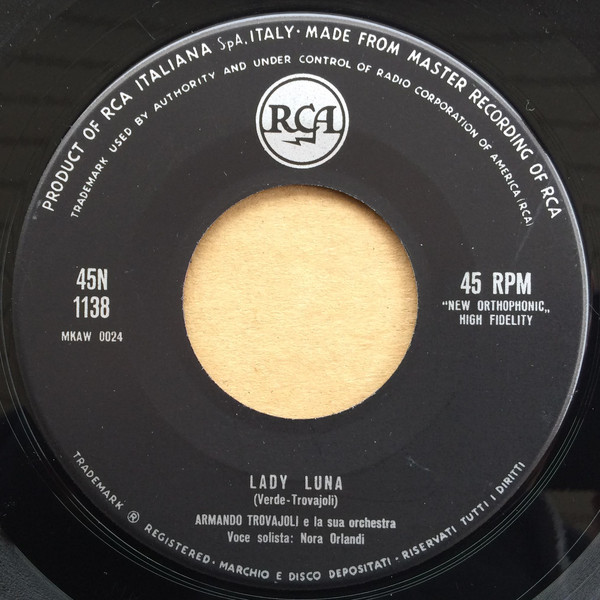 PRODUCT OF RCA ITALIANA SpA. ITALY · MADE FROM MASTER RECORDING OF RCA
TRADEMARK USED BY AUTHORITY AND UNDER CONTROL OF RADIO CORPORATION OF AMERICA (RCA)
RCA
45N
1138
MKAW 0024
45 RPM
“NEW ORTHOPHONIC„
HIGH FIDELITY
LADY LUNA
(Verde-Trovajoli)
ARMANDO TROVAJOLI e la sua orchestra
Voce solista: Nora Orlandi
TRADEMARK ® REGISTERED · MARCHIO E DISCO DEPOSITATI · RISERVATI TUTTI I DIRITTI